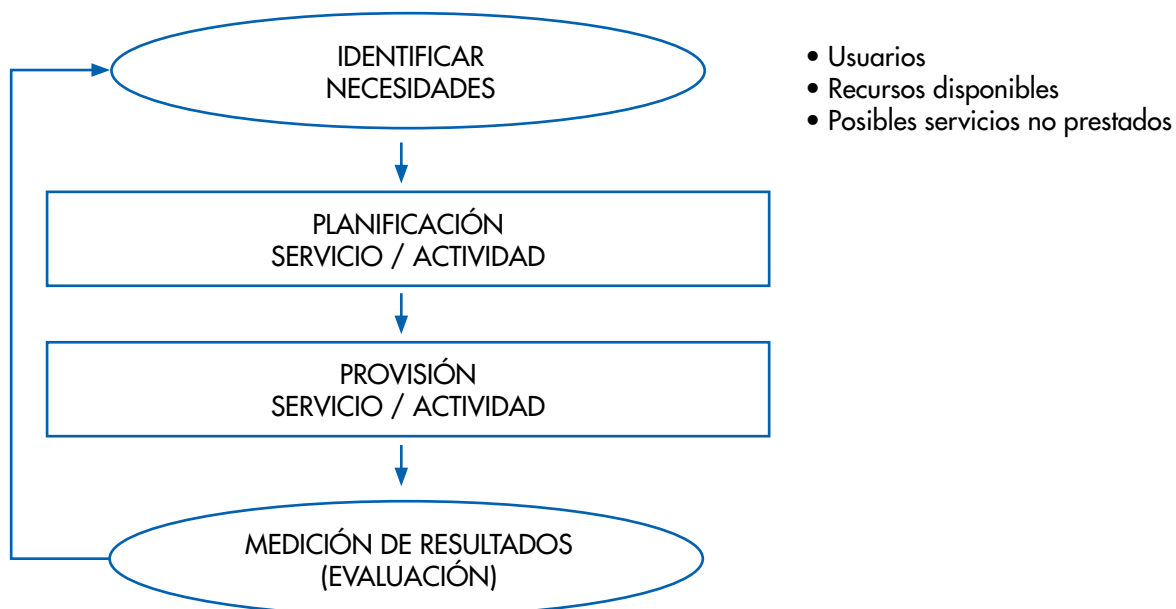 IDENTIFICAR
NECESIDADES
• Usuarios
• Recursos disponibles
• Posibles servicios no prestados
PLANIFICACIÓN
SERVICIO / ACTIVIDAD
PROVISIÓN
SERVICIO / ACTIVIDAD
MEDICIÓN DE RESULTADOS
(EVALUACIÓN)